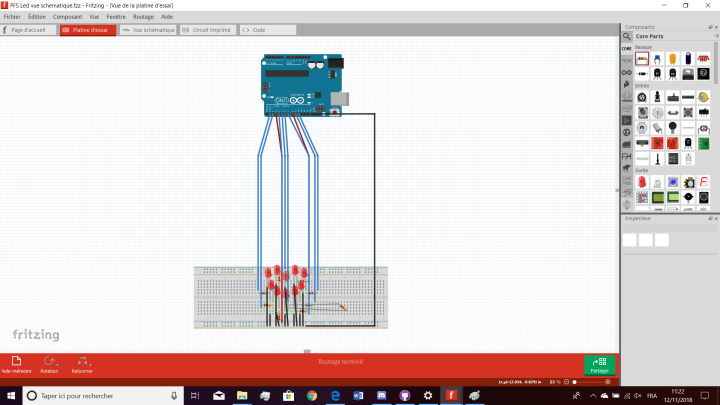 PFS Led vue schematique.fzz - Fritzing - [Vue de la platine d'essai]
Fichier Édition Composant Vue Fenêtre Routage Aide
Page d'accueil Platine d'essai Vue schématique Circuit imprimé Code
Composants
Core Parts
CORE
Basique
Entrée
Sortie
Inspecteur
fritzing
Routage terminé
Aide mémoire Rotation Retourner Partager
89 %
Taper ici pour rechercher
FRA
11:22
12/11/2018